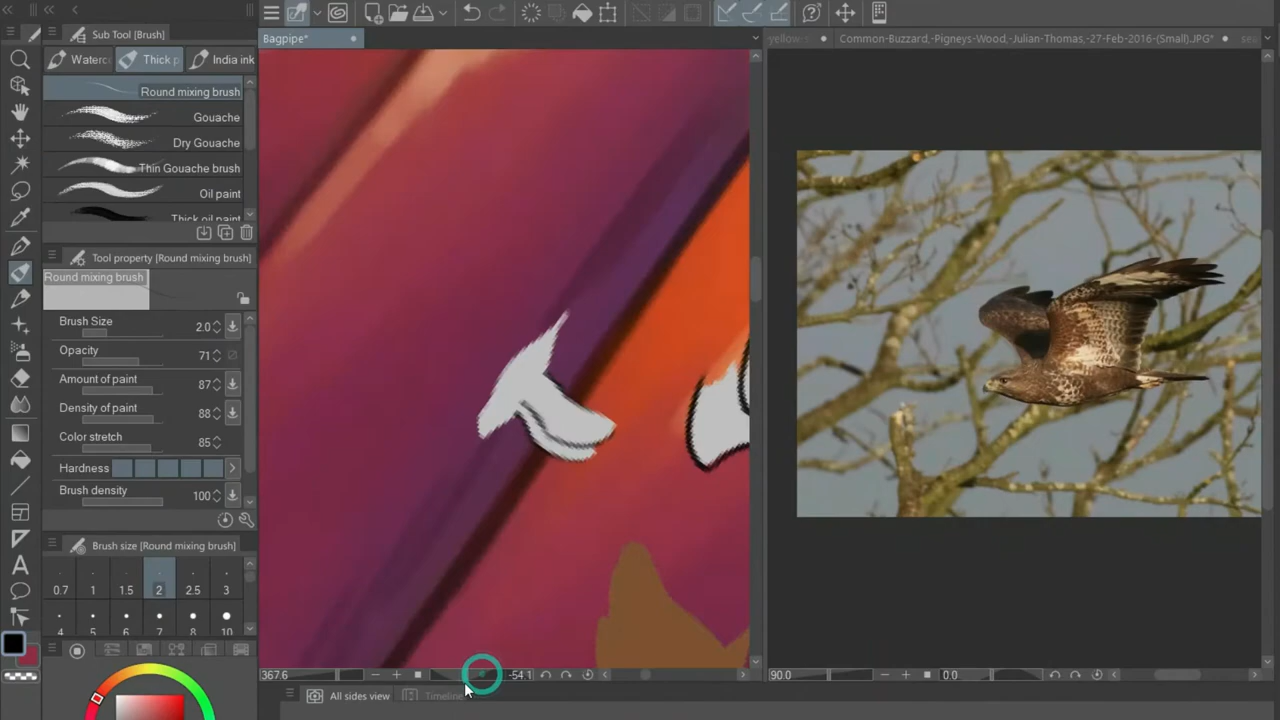 Sub Tool [Brush]
Waterc
Thick p
India ink
Round mixing brush
Gouache
Dry Gouache
Thin Gouache brush
Oil paint
Thick oil paint
Tool property [Round mixing brush]
Round mixing brush
Brush Size 2.0
Opacity 71
Amount of paint 87
Density of paint 88
Color stretch 85
Hardness
Brush density 100
Brush size [Round mixing brush]
0.7 1 1.5 2 2.5 3
4 5 6 7 8 10
Bagpipe*
yellow
Common-Buzzard,-Pigneys-Wood,-Julian-Thomas,-27-Feb-2016-(Small).JPG*
sea
367.6
-54.1
90.0
0.0
All sides view
Timeline